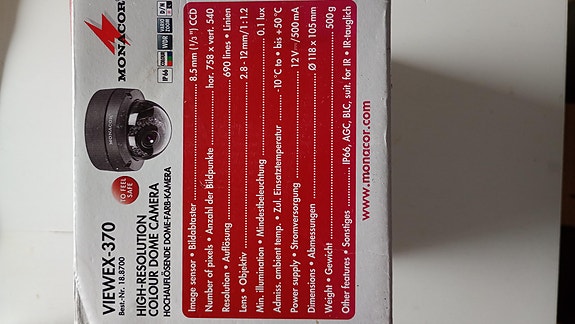 MONACOR
IP66
WDR
VARIO ZOOM
D/N
TO FEEL SAFE
VIEWEX-370
Best.-Nr. 18.8700
HIGH-RESOLUTION
COLOUR DOME CAMERA
HOCHAUFLÖSENDE DOME-FARB-KAMERA
Image sensor • Bildabtaster ........ 8.5 mm (1/3") CCD
Number of pixels • Anzahl der Bildpunkte ........ hor. 758 x vert. 540
Resolution • Auflösung ........ 690 lines • Linien
Lens • Objektiv ........ 2.8 - 12 mm/1:1.2
Min. illumination • Mindestbeleuchtung ........ 0.1 lux
Admiss. ambient temp. • Zul. Einsatztemperatur ........ -10 °C to • bis +50 °C
Power supply • Stromversorgung ........ 12 V⎓/500 mA
Dimensions • Abmessungen ........ Ø 118 x 105 mm
Weight • Gewicht ........ 500 g
Other features • Sonstiges ........ IP66, AGC, BLC, suit. for IR • IR-tauglich
www.monacor.com